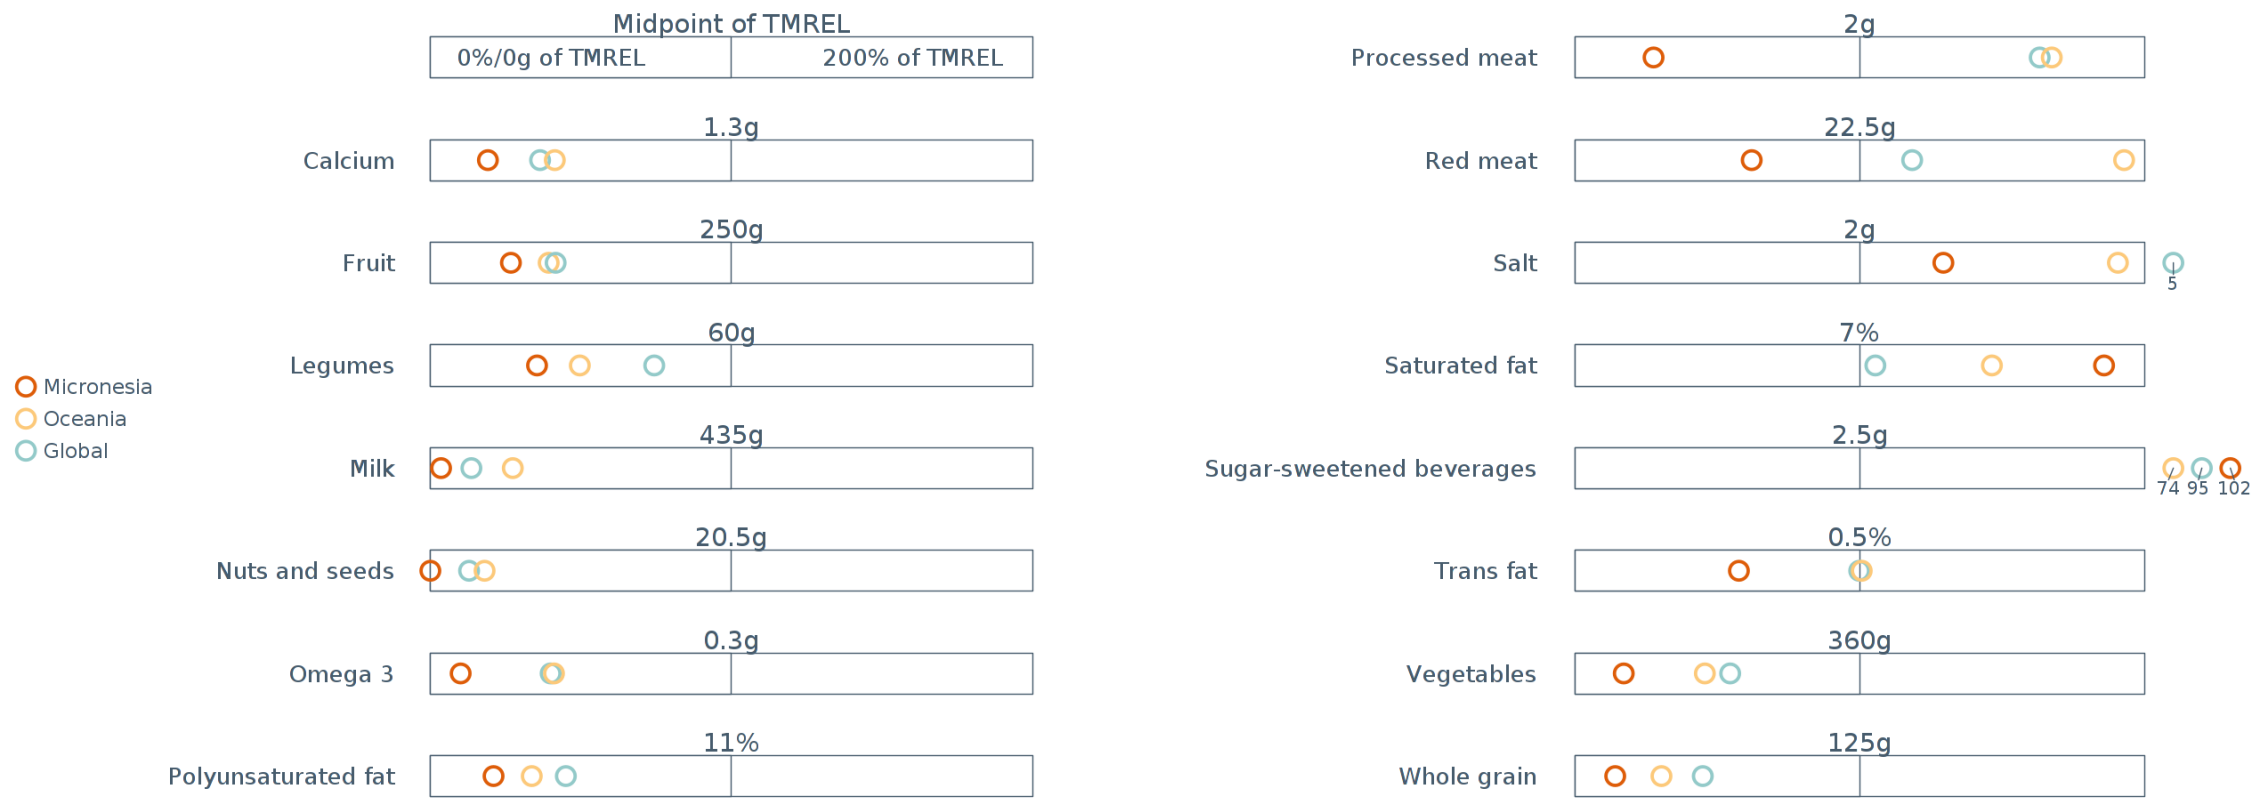 Midpoint of TMREL
0%/0g of TMREL
200% of TMREL
1.3g
Calcium
250g
Fruit
60g
Legumes
435g
Milk
20.5g
Nuts and seeds
0.3g
Omega 3
11%
Polyunsaturated fat
Micronesia
Oceania
Global
2g
Processed meat
22.5g
Red meat
2g
Salt
5
7%
Saturated fat
2.5g
Sugar-sweetened beverages
74 95 102
0.5%
Trans fat
360g
Vegetables
125g
Whole grain